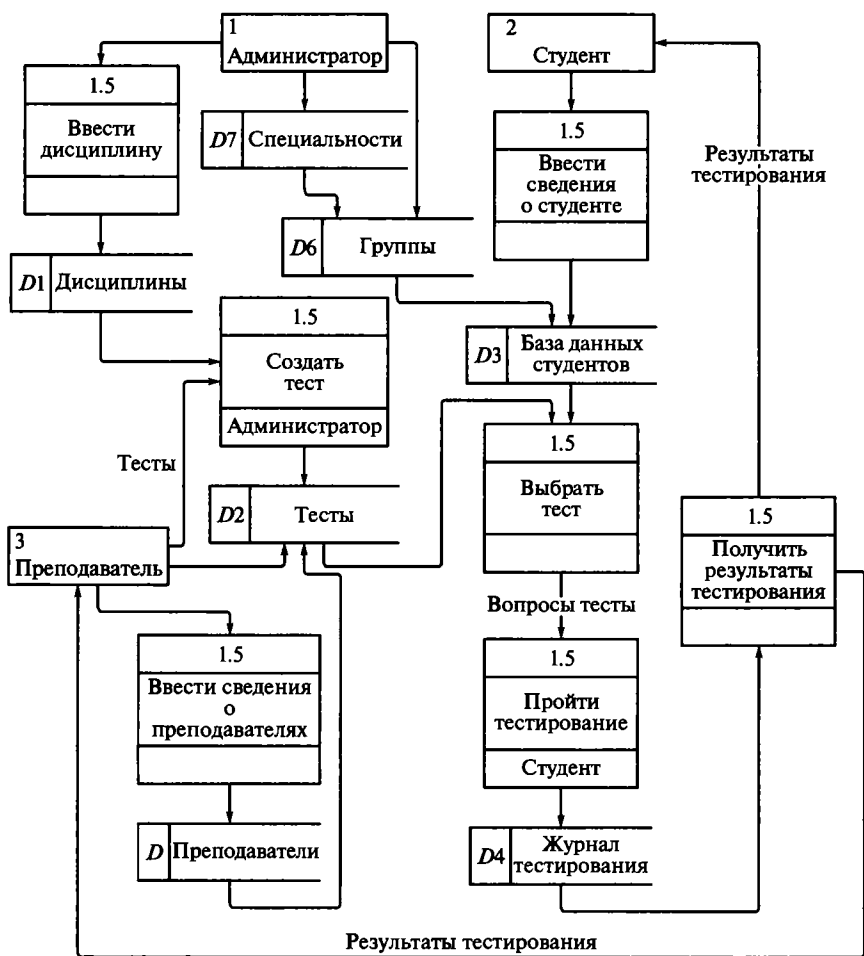 1
Администратор
2
Студент
1.5
Ввести
дисциплину
D7 Специальности
1.5
Ввести
сведения
о студенте
Результаты
тестирования
D6 Группы
D1 Дисциплины
1.5
Создать
тест
Администратор
D3 База данных
студентов
Тесты
1.5
Выбрать
тест
D2 Тесты
1.5
Получить
результаты
тестирования
3
Преподаватель
Вопросы тесты
1.5
Ввести сведения
о
преподавателях
1.5
Пройти
тестирование
Студент
D Преподаватели
D4 Журнал
тестирования
Результаты тестирования